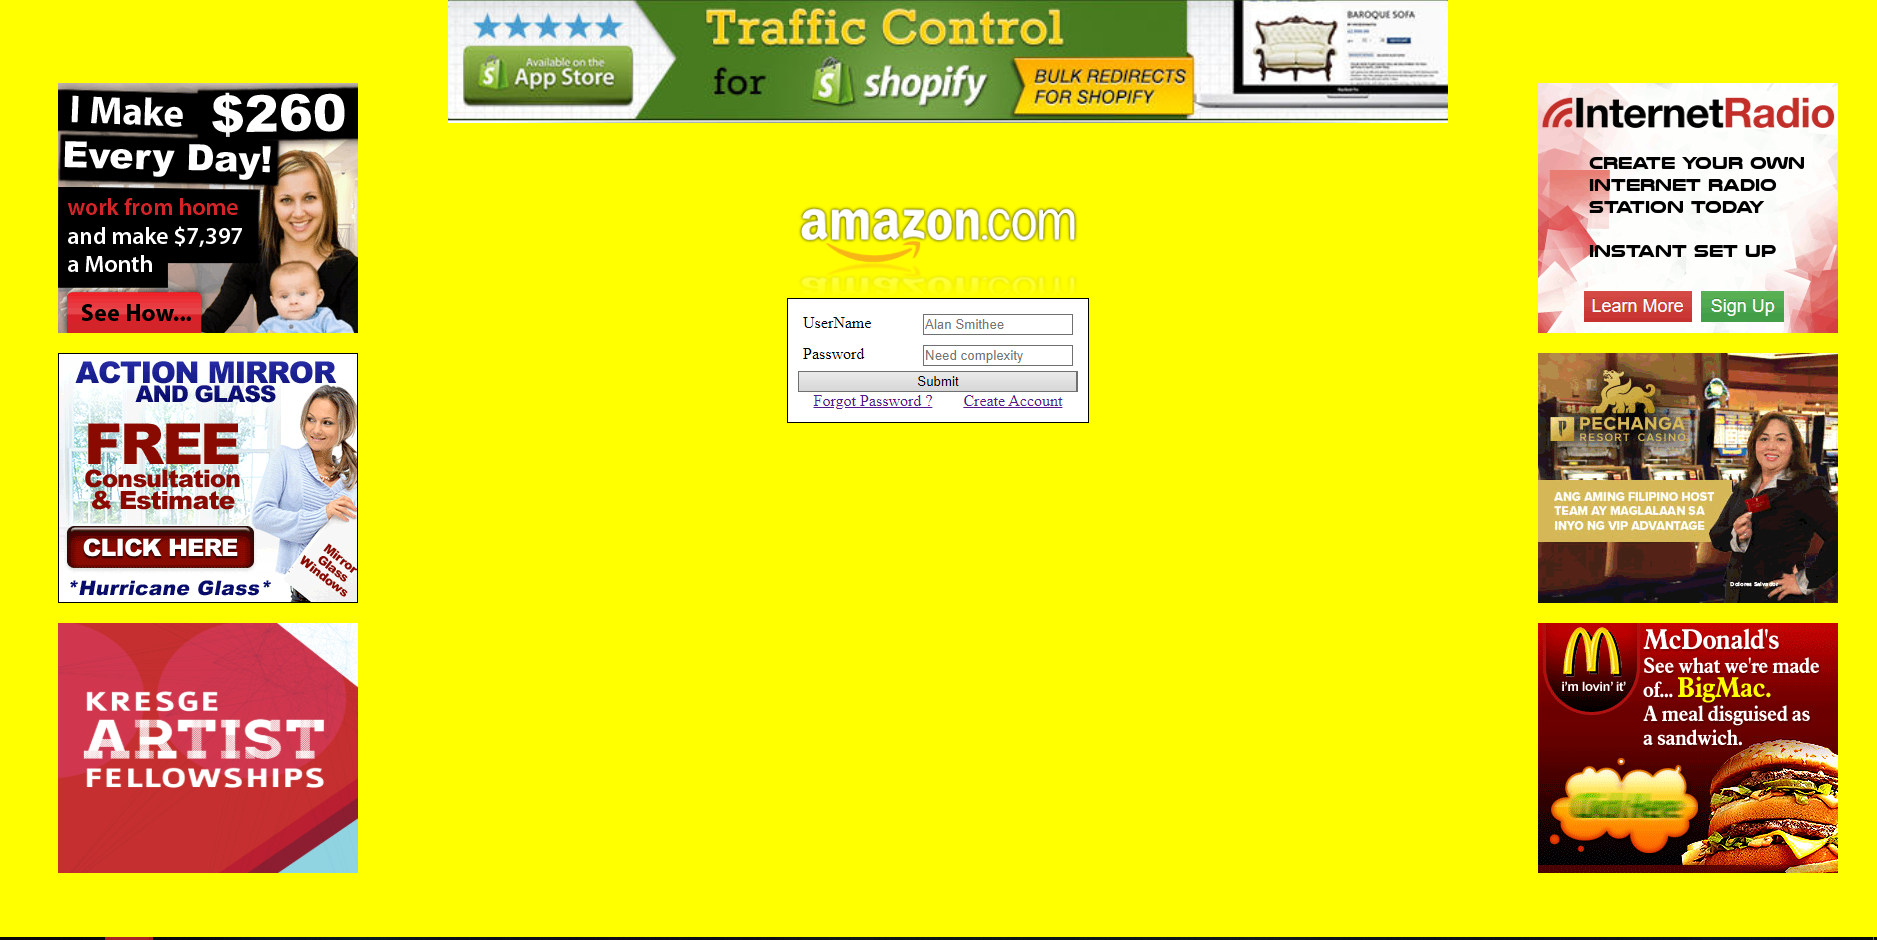 Traffic Control
for shopify
Available on the
App Store
BULK REDIRECTS
FOR SHOPIFY
BAROQUE SOFA
I Make $260
Every Day!
work from home
and make $7,397
a Month
See How...
ACTION MIRROR
AND GLASS
FREE
Consultation
& Estimate
CLICK HERE
*Hurricane Glass*
Mirror
Glass
Windows
KRESGE
ARTIST
FELLOWSHIPS
amazon.com
UserName
Alan Smithee
Password
Need complexity
Submit
Forgot Password ?
Create Account
InternetRadio
CREATE YOUR OWN
INTERNET RADIO
STATION TODAY
INSTANT SET UP
Learn More
Sign Up
PECHANGA
RESORT CASINO
ANG AMING FILIPINO HOST
TEAM AY MAGLALAAN SA
INYO NG VIP ADVANTAGE
Dolores Salvador
McDonald's
See what we're made
of... BigMac.
A meal disguised as
a sandwich.
i'm lovin' it'